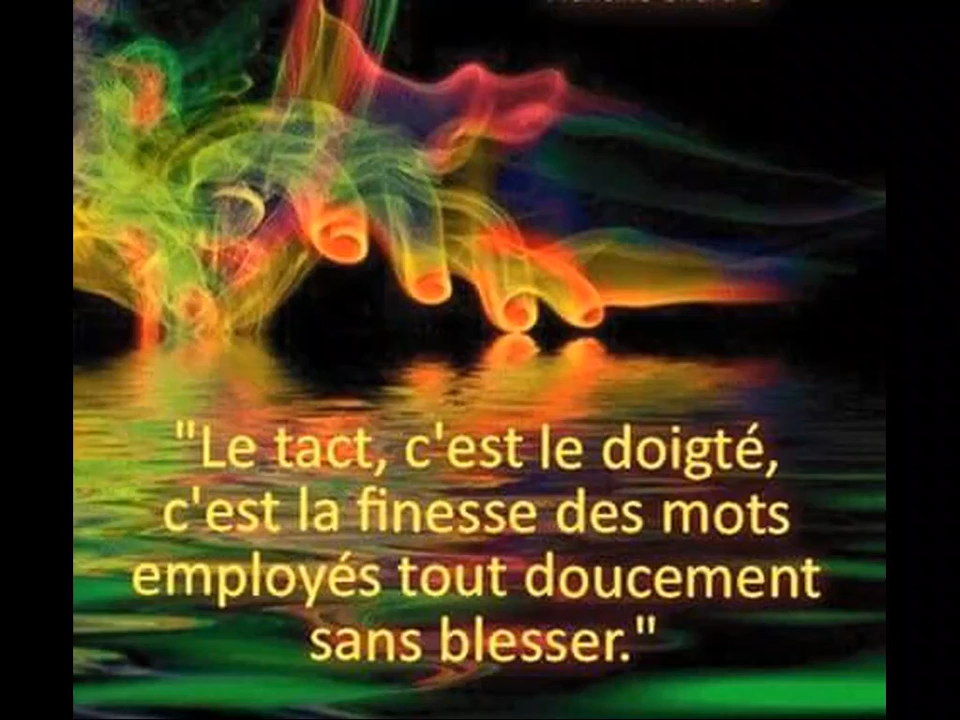 "Le tact, c'est le doigté,
c'est la finesse des mots
employés tout doucement
sans blesser."